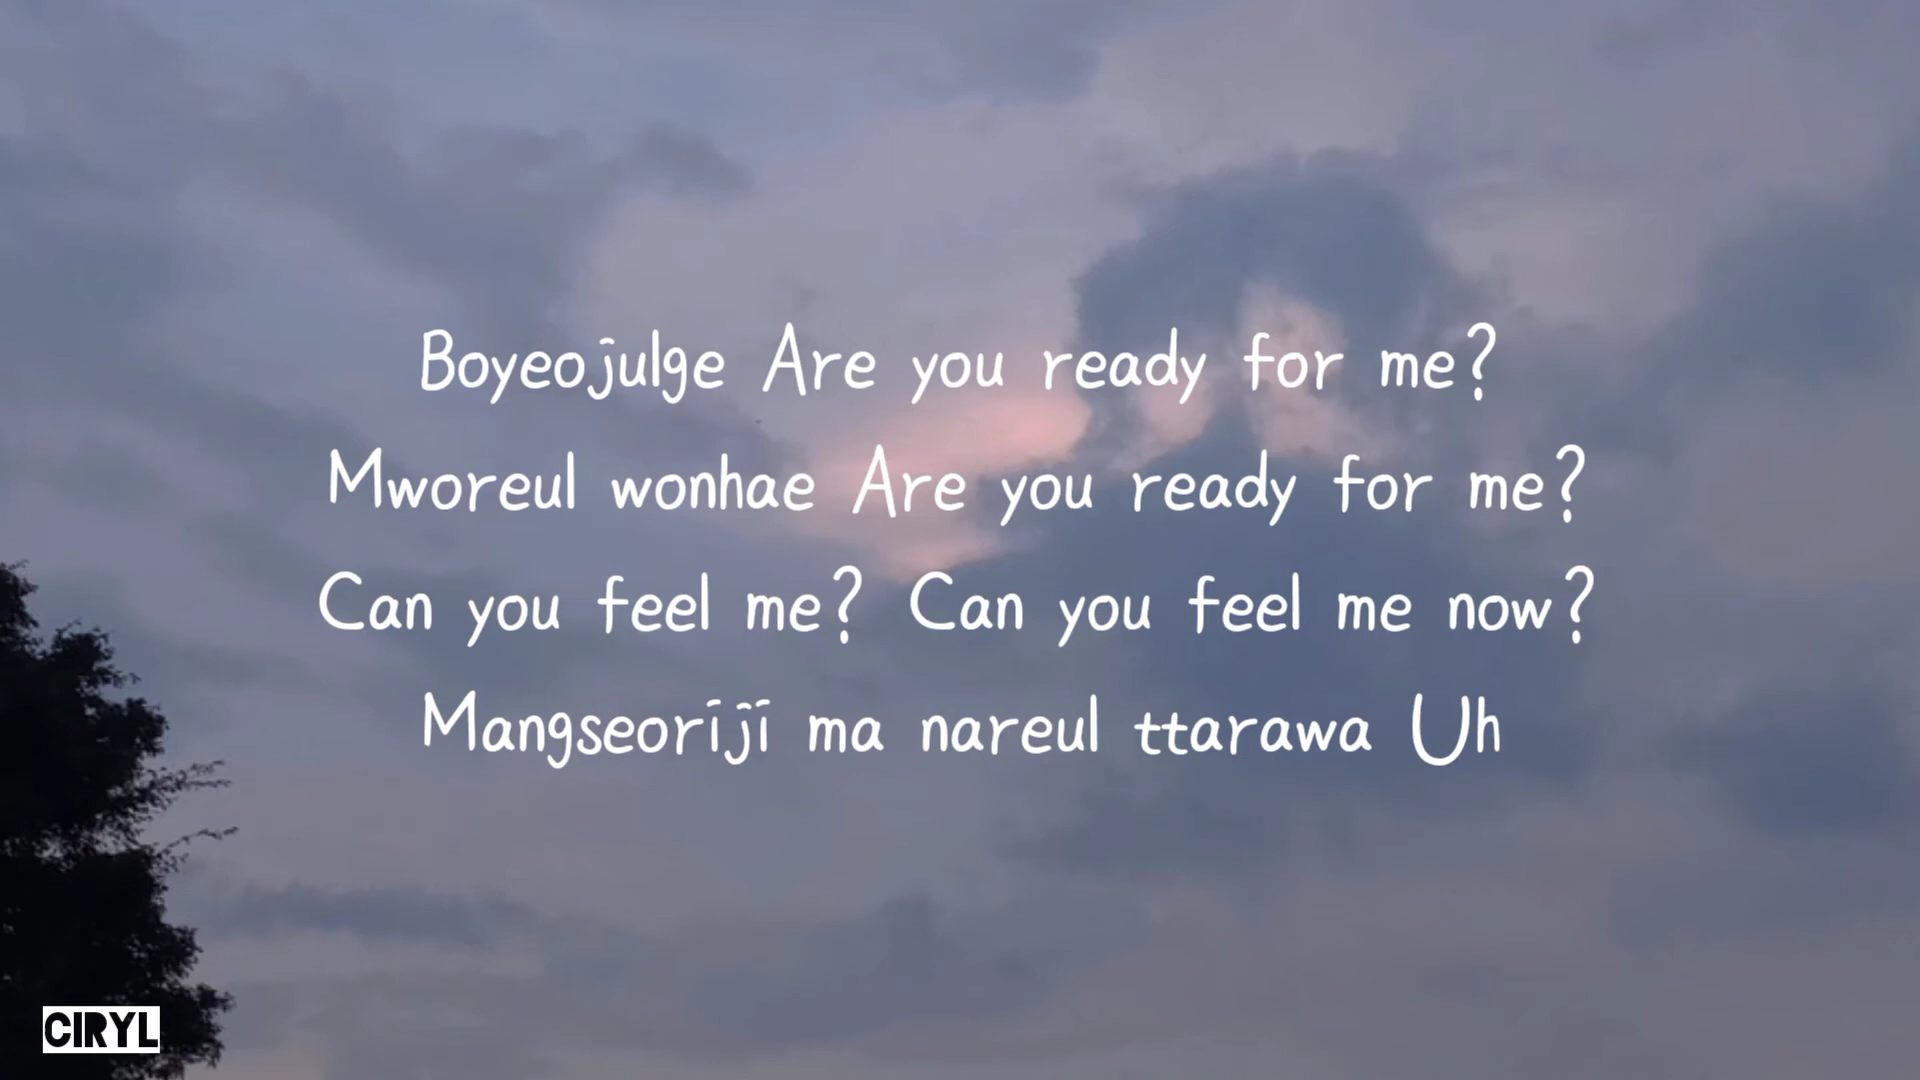 Boyeojulge Are you ready for me?
Mworeul wonhae Are you ready for me?
Can you feel me? Can you feel me now?
Mangseoriji ma nareul ttarawa Uh
CIRYL